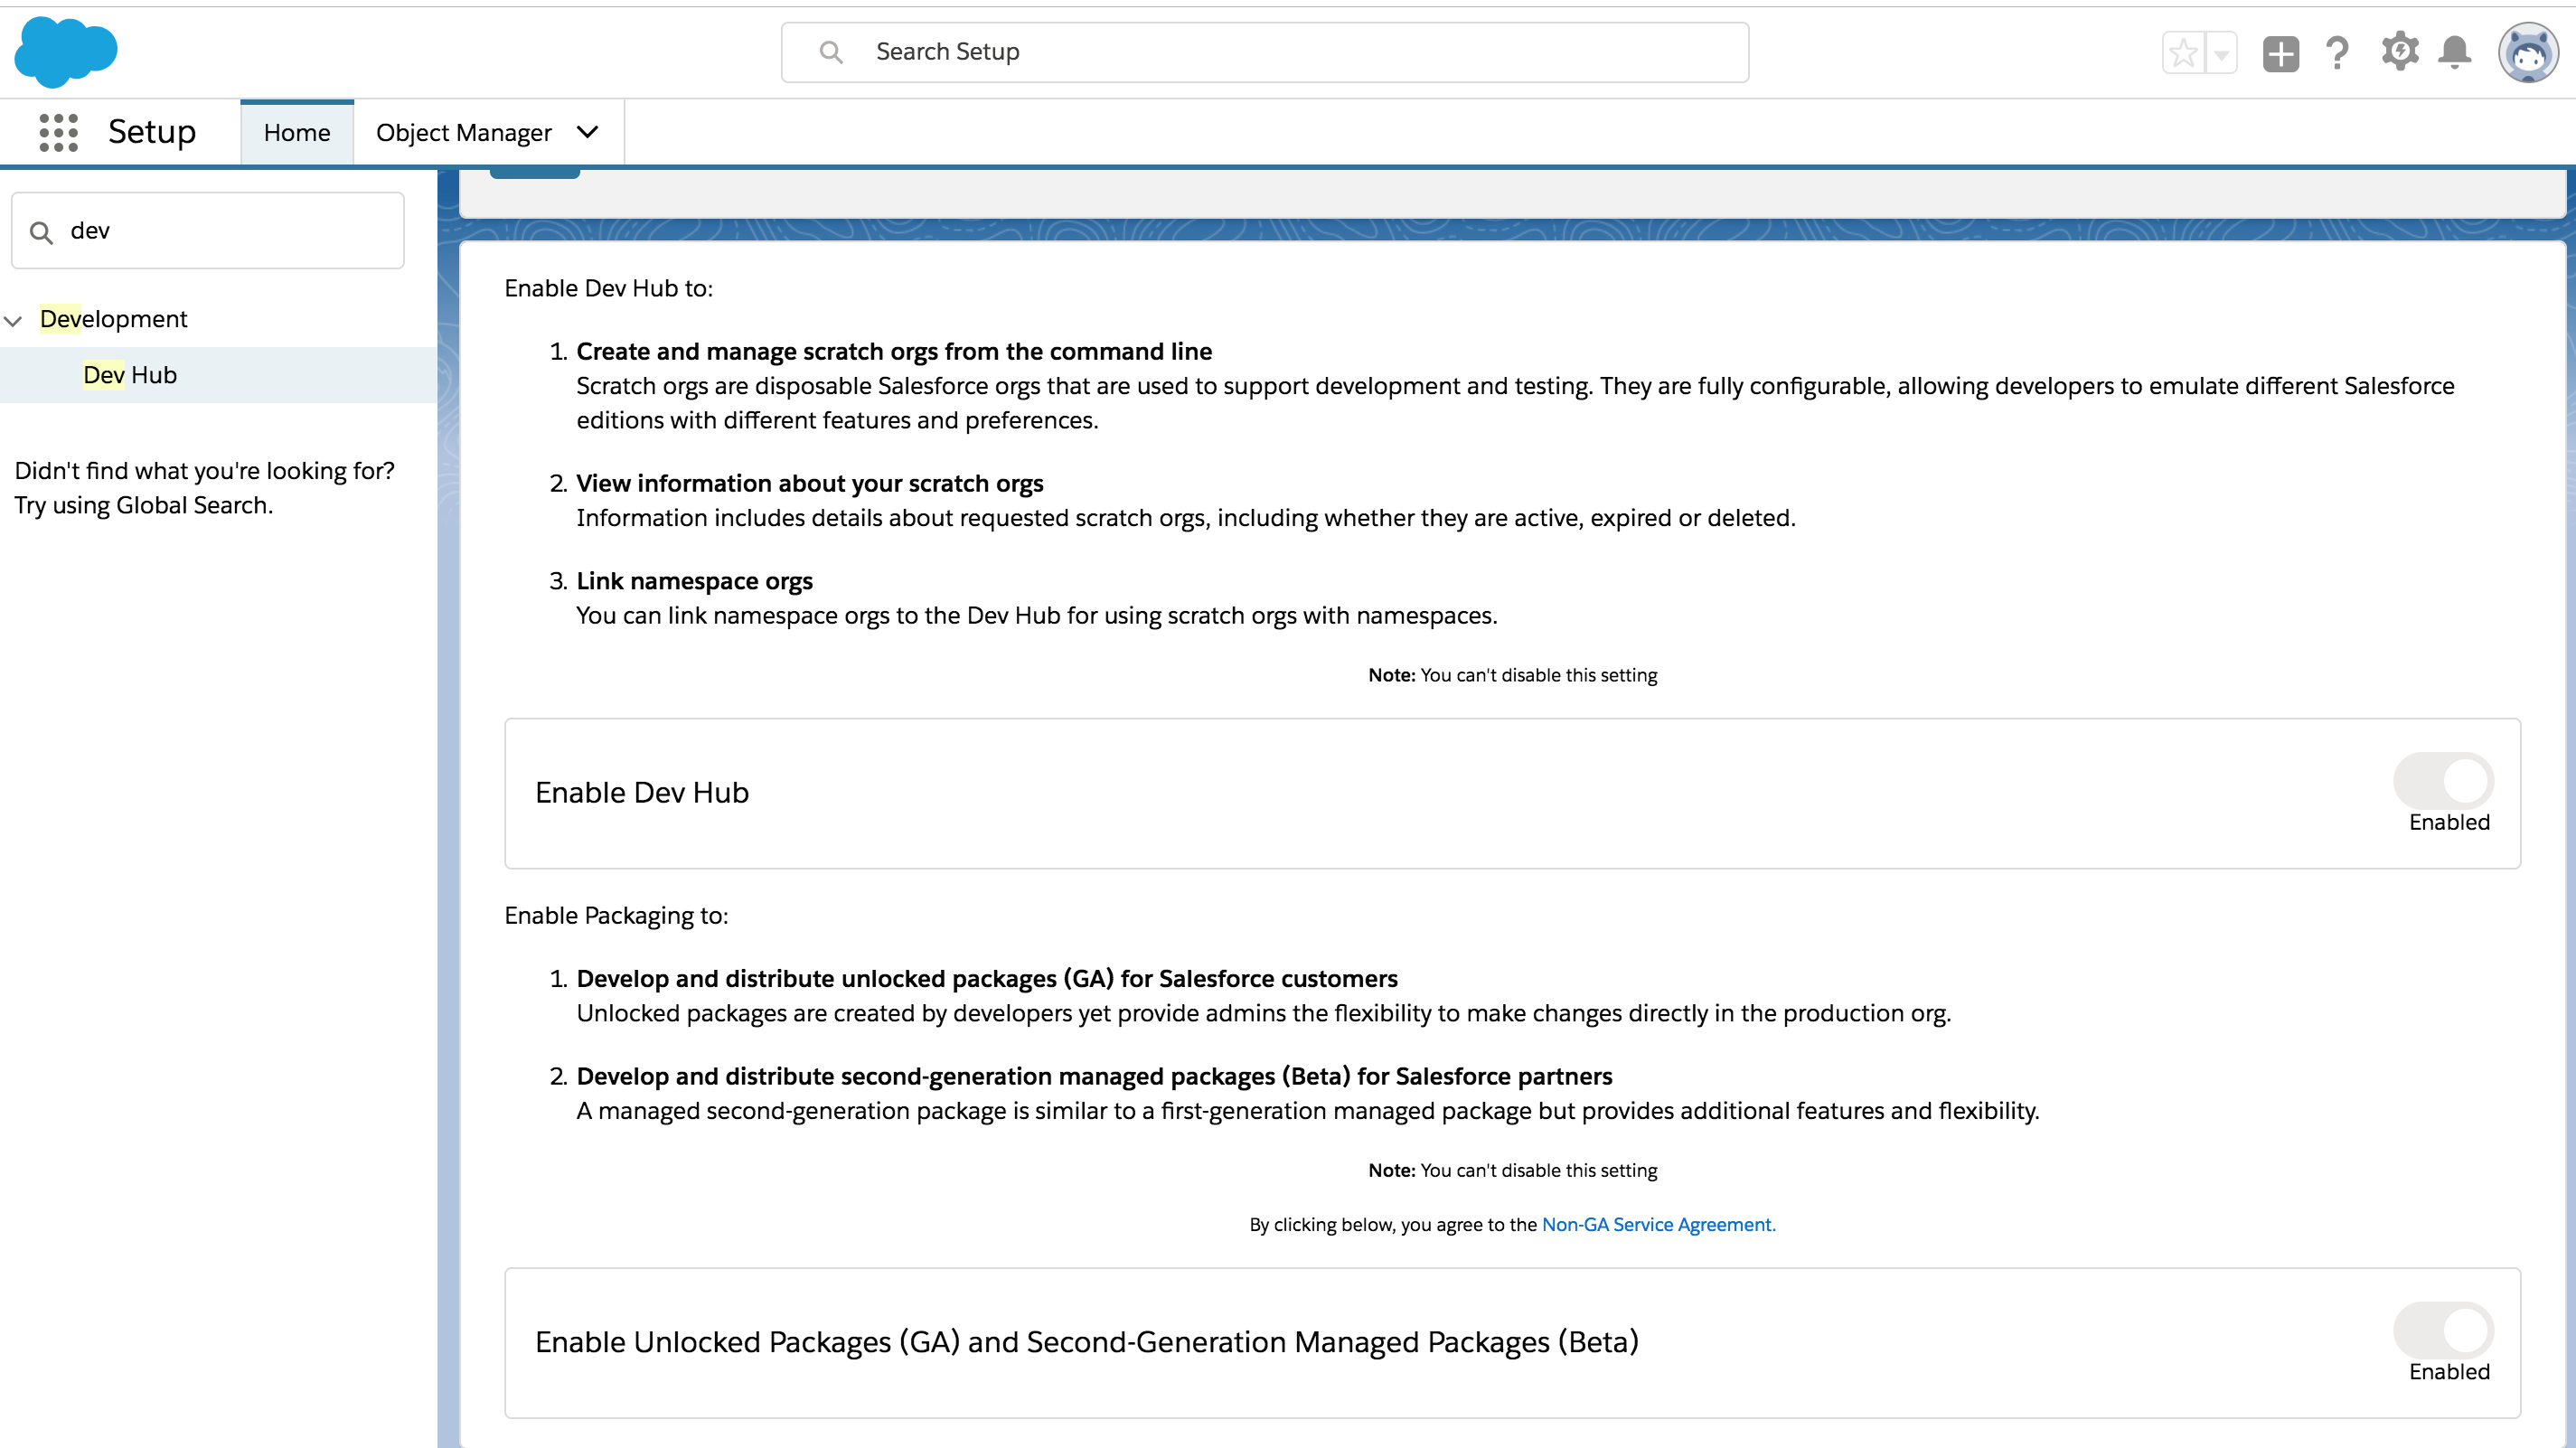 Search Setup
Setup
Home
Object Manager
dev
Development
Dev Hub
Didn't find what you're looking for?
Try using Global Search.
Enable Dev Hub to:
1. Create and manage scratch orgs from the command line
Scratch orgs are disposable Salesforce orgs that are used to support development and testing. They are fully configurable, allowing developers to emulate different Salesforce
editions with different features and preferences.
2. View information about your scratch orgs
Information includes details about requested scratch orgs, including whether they are active, expired or deleted.
3. Link namespace orgs
You can link namespace orgs to the Dev Hub for using scratch orgs with namespaces.
Note: You can't disable this setting
Enable Dev Hub
Enabled
Enable Packaging to:
1. Develop and distribute unlocked packages (GA) for Salesforce customers
Unlocked packages are created by developers yet provide admins the flexibility to make changes directly in the production org.
2. Develop and distribute second-generation managed packages (Beta) for Salesforce partners
A managed second-generation package is similar to a first-generation managed package but provides additional features and flexibility.
Note: You can't disable this setting
By clicking below, you agree to the Non-GA Service Agreement.
Enable Unlocked Packages (GA) and Second-Generation Managed Packages (Beta)
Enabled